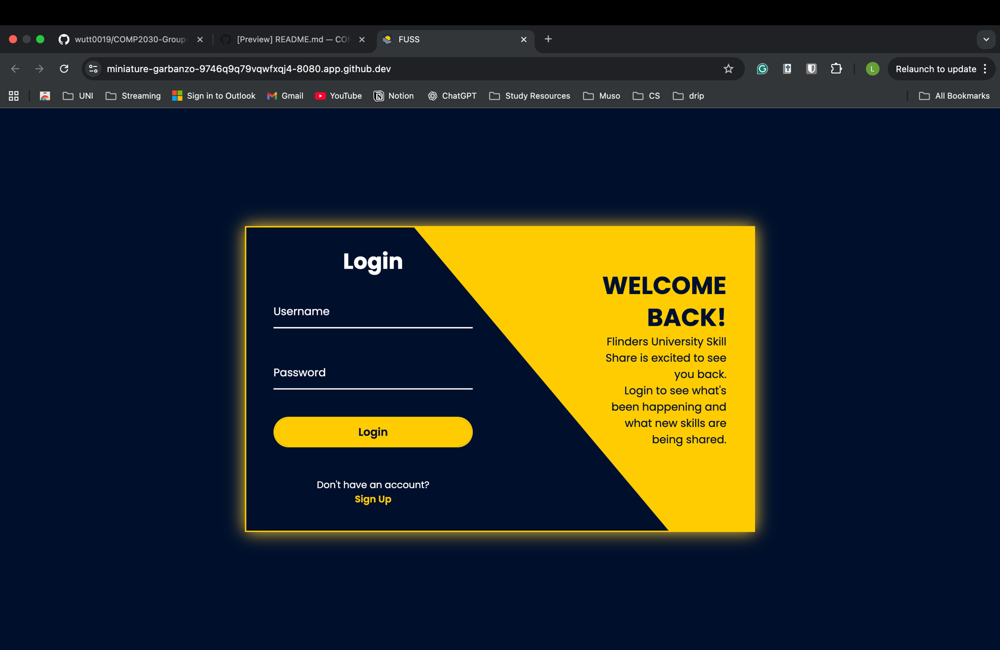 wutt0019/COMP2030-Group-
[Preview] README.md — CO
FUSS
miniature-garbanzo-9746q9q79vqwfxqj4-8080.app.github.dev
L
Relaunch to update
UNI
Streaming
Sign in to Outlook
Gmail
YouTube
Notion
ChatGPT
Study Resources
Muso
CS
drip
All Bookmarks
Login
Username
Password
Login
Don't have an account?
Sign Up
WELCOME
BACK!
Flinders University Skill
Share is excited to see
you back.
Login to see what's
been happening and
what new skills are
being shared.